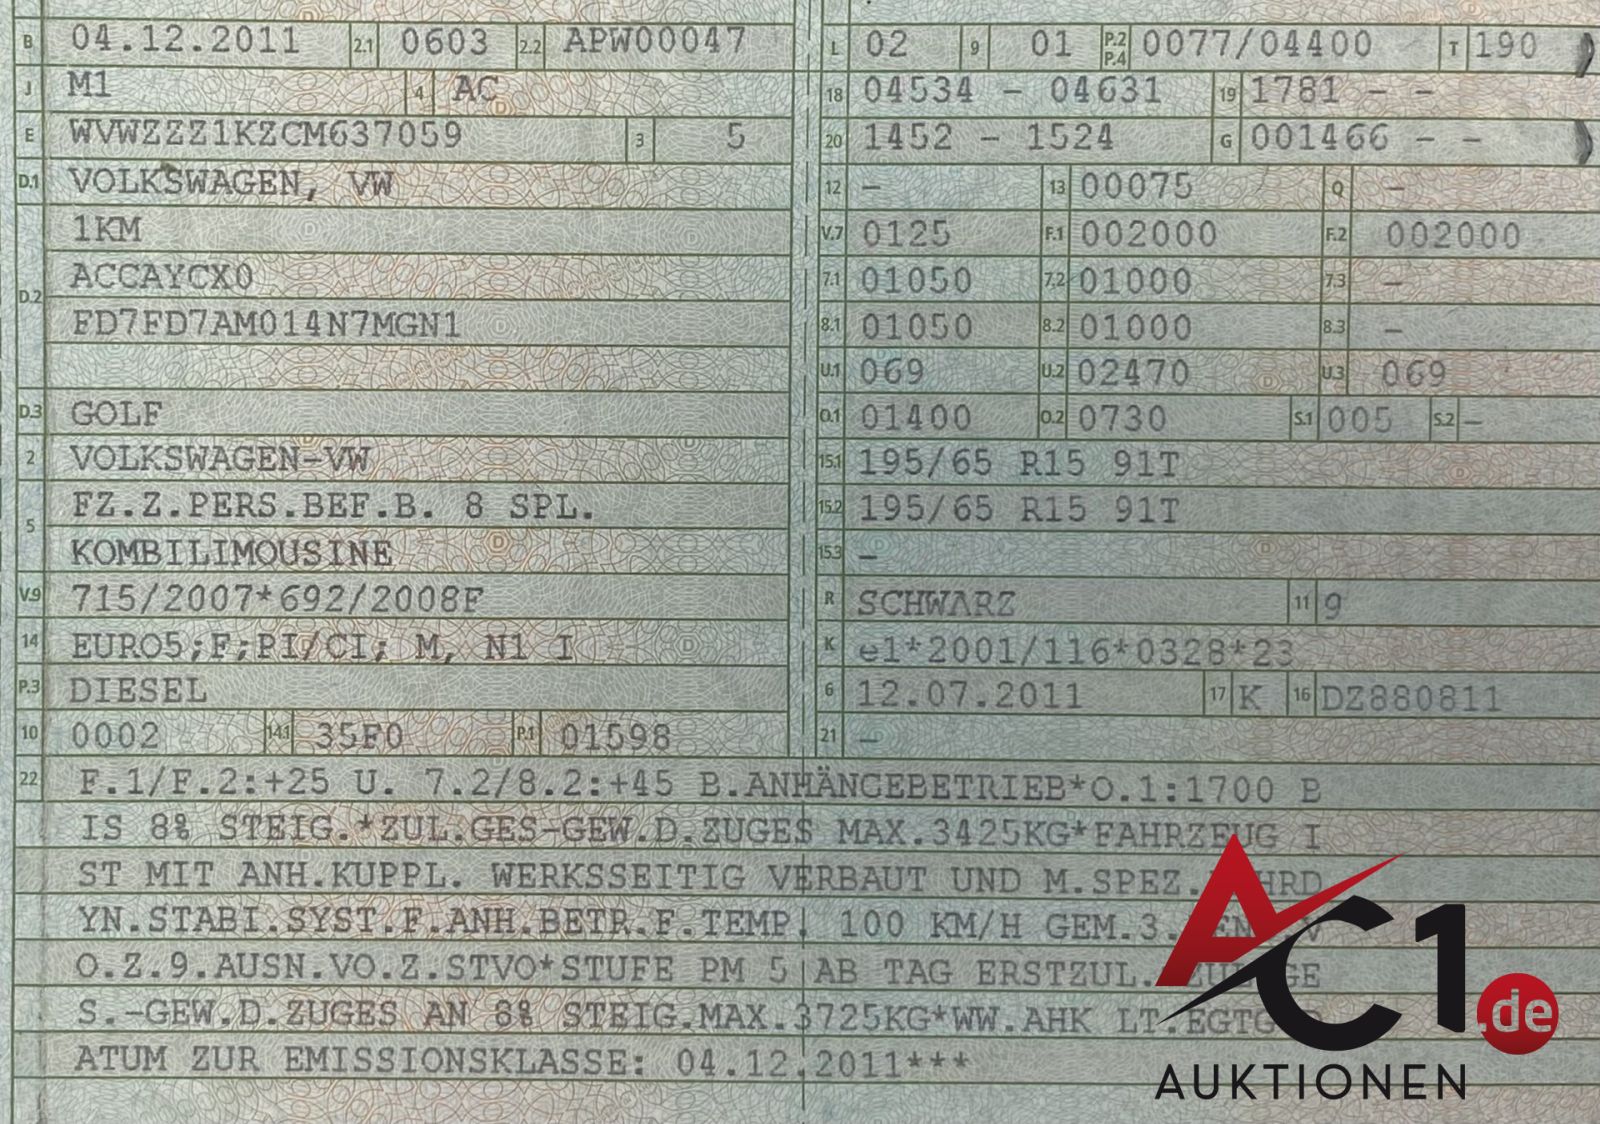 B 04.12.2011 2.1 0603 2.2 APW00047
J M1 4 AC
E WVWZZZ1KZCM637059 3 5
D.1 VOLKSWAGEN, VW
1KM
D.2 ACCAYCX0
FD7FD7AM014N7MGN1
D.3 GOLF
2 VOLKSWAGEN-VW
5 FZ.Z.PERS.BEF.B. 8 SPL.
KOMBILIMOUSINE
V.9 715/2007*692/2008F
14 EURO5;F;PI/CI; M, N1 I
P.3 DIESEL
10 0002 14.1 35F0 P.1 01598
L 02 9 01 P.2 P.4 0077/04400 T 190
18 04534 - 04631 19 1781 - -
20 1452 - 1524 G 001466 - -
12 - 13 00075 Q -
V.7 0125 F.1 002000 F.2 002000
7.1 01050 7.2 01000 7.3 -
8.1 01050 8.2 01000 8.3 -
U.1 069 U.2 02470 U.3 069
O.1 01400 O.2 0730 S.1 005 S.2 -
15.1 195/65 R15 91T
15.2 195/65 R15 91T
15.3 -
R SCHWARZ 11 9
K e1*2001/116*0328*23
6 12.07.2011 17 K 16 DZ880811
21 -
22 F.1/F.2:+25 U. 7.2/8.2:+45 B.ANHÄNGEBETRIEB*O.1:1700 B
IS 8% STEIG.*ZUL.GES-GEW.D.ZUGES MAX.3425KG*FAHRZEUG I
ST MIT ANH.KUPPL. WERKSSEITIG VERBAUT UND M.SPEZ.
YN.STABI.SYST.F.ANH.BETR.F.TEMP. 100 KM/H GEM.3.
O.Z.9.AUSN.VO.Z.STVO*STUFE PM 5 AB TAG ERSTZUL.
S.-GEW.D.ZUGES AN 8% STEIG.MAX.3725KG*WW.AHK
ATUM ZUR EMISSIONSKLASSE: 04.12.2011***
AC1.de
AUKTIONEN